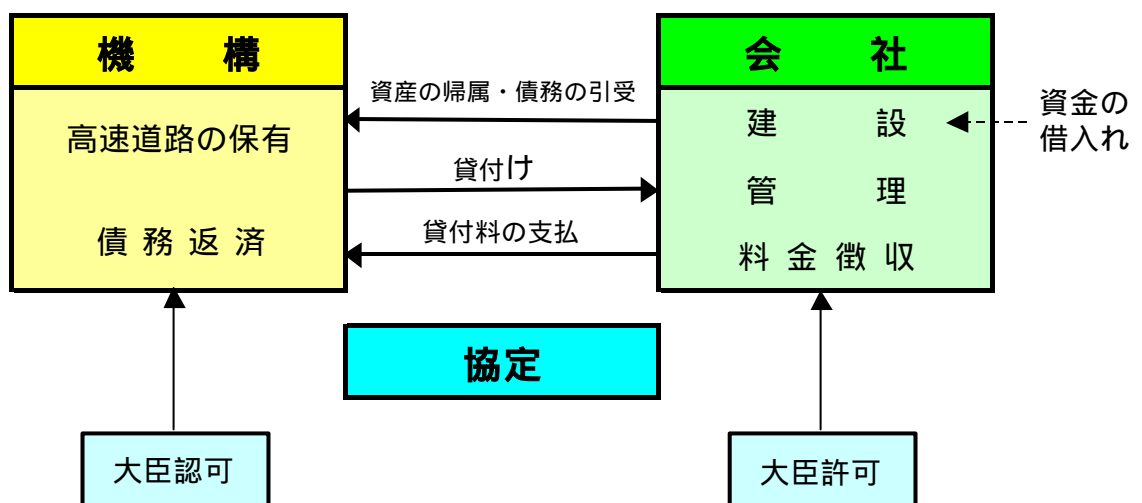 機　　構
高速道路の保有
債 務 返 済
資産の帰属・債務の引受
貸付け
貸付料の支払
会　　社
建　　設
管　　理
料 金 徴 収
資金の
借入れ
協定
大臣認可
大臣許可